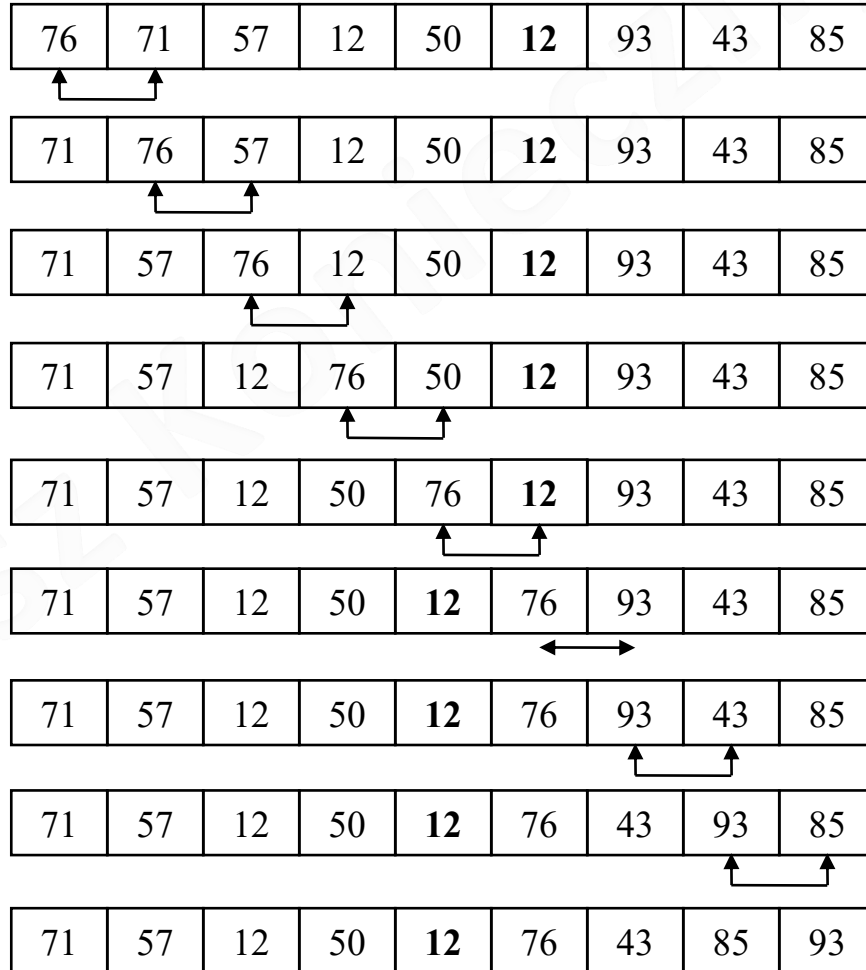 76 71 57 12 50 12 93 43 85
71 76 57 12 50 12 93 43 85
71 57 76 12 50 12 93 43 85
71 57 12 76 50 12 93 43 85
71 57 12 50 76 12 93 43 85
71 57 12 50 12 76 93 43 85
71 57 12 50 12 76 93 43 85
71 57 12 50 12 76 43 93 85
71 57 12 50 12 76 43 85 93